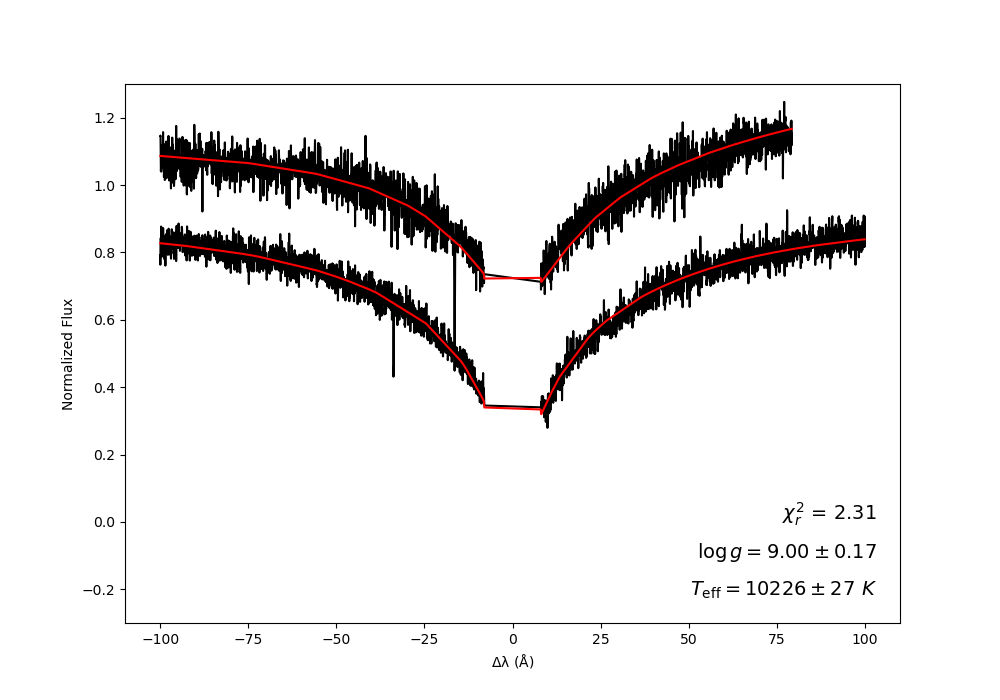 1.2
1.0
0.8
0.6
0.4
0.2
0.0
−0.2
Normalized Flux
χ²ᵣ = 2.31
log g = 9.00 ± 0.17
T_eff = 10226 ± 27 K
−100 −75 −50 −25 0 25 50 75 100
Δλ (Å)